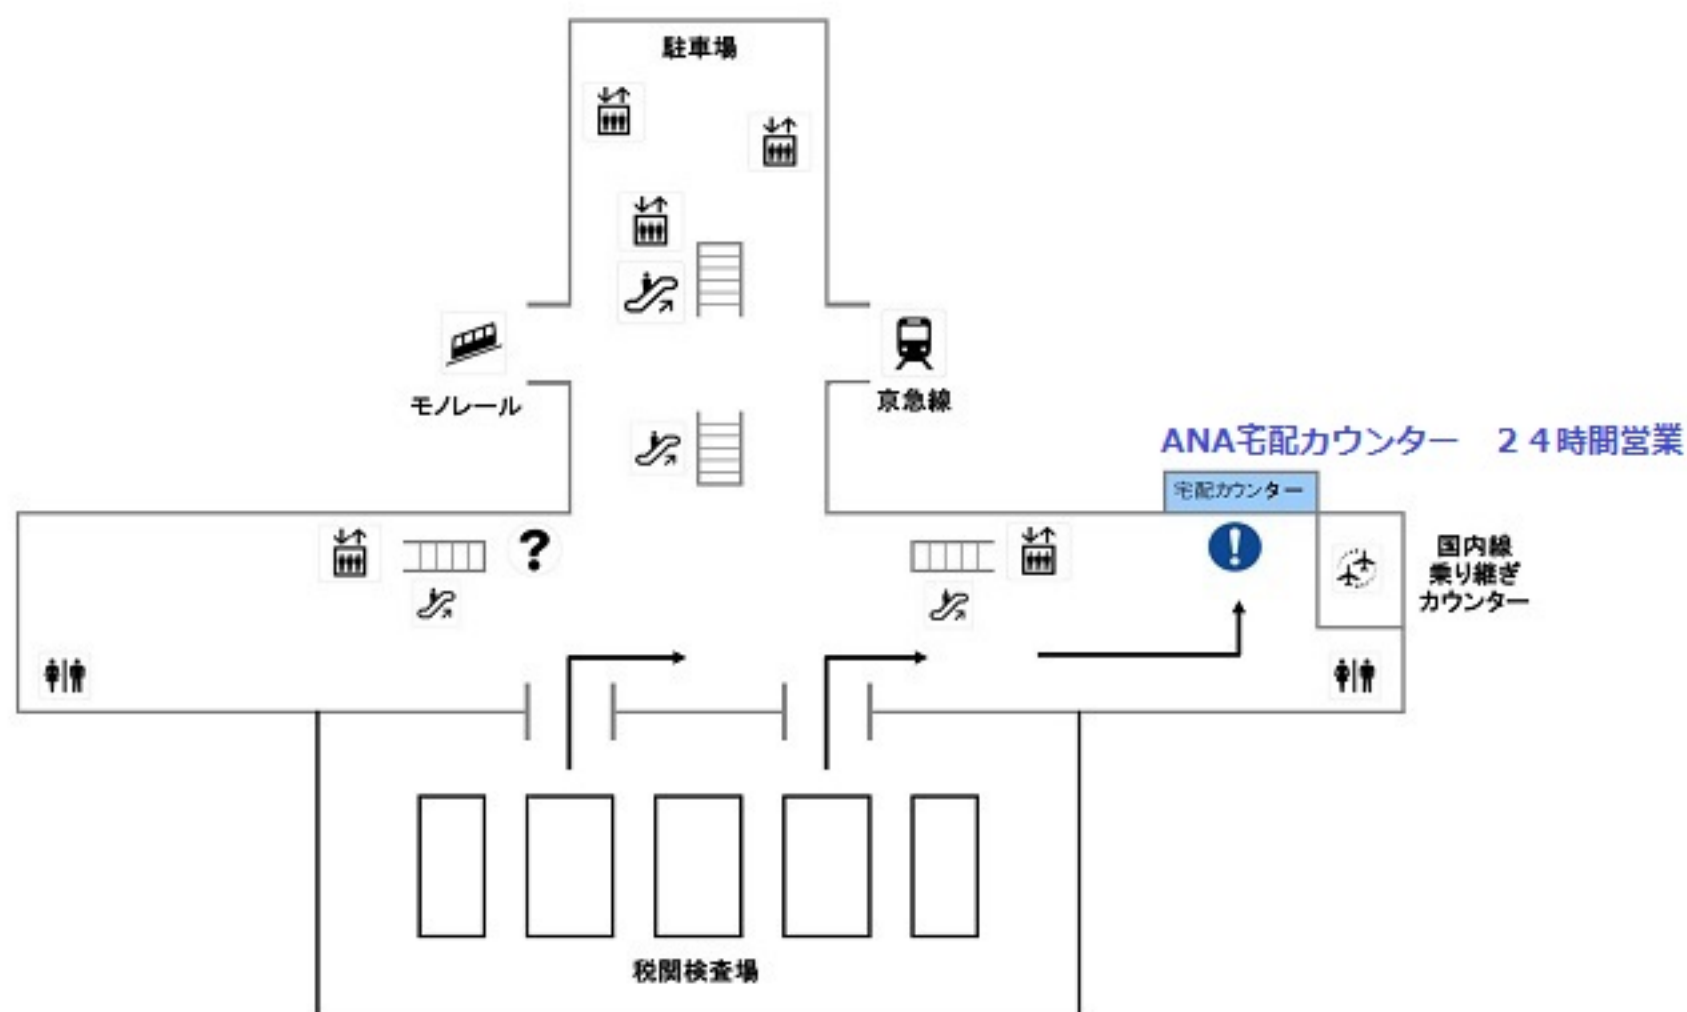 駐車場
モノレール
京急線
ANA宅配カウンター　２４時間営業
宅配カウンター
国内線
乗り継ぎ
カウンター
税関検査場